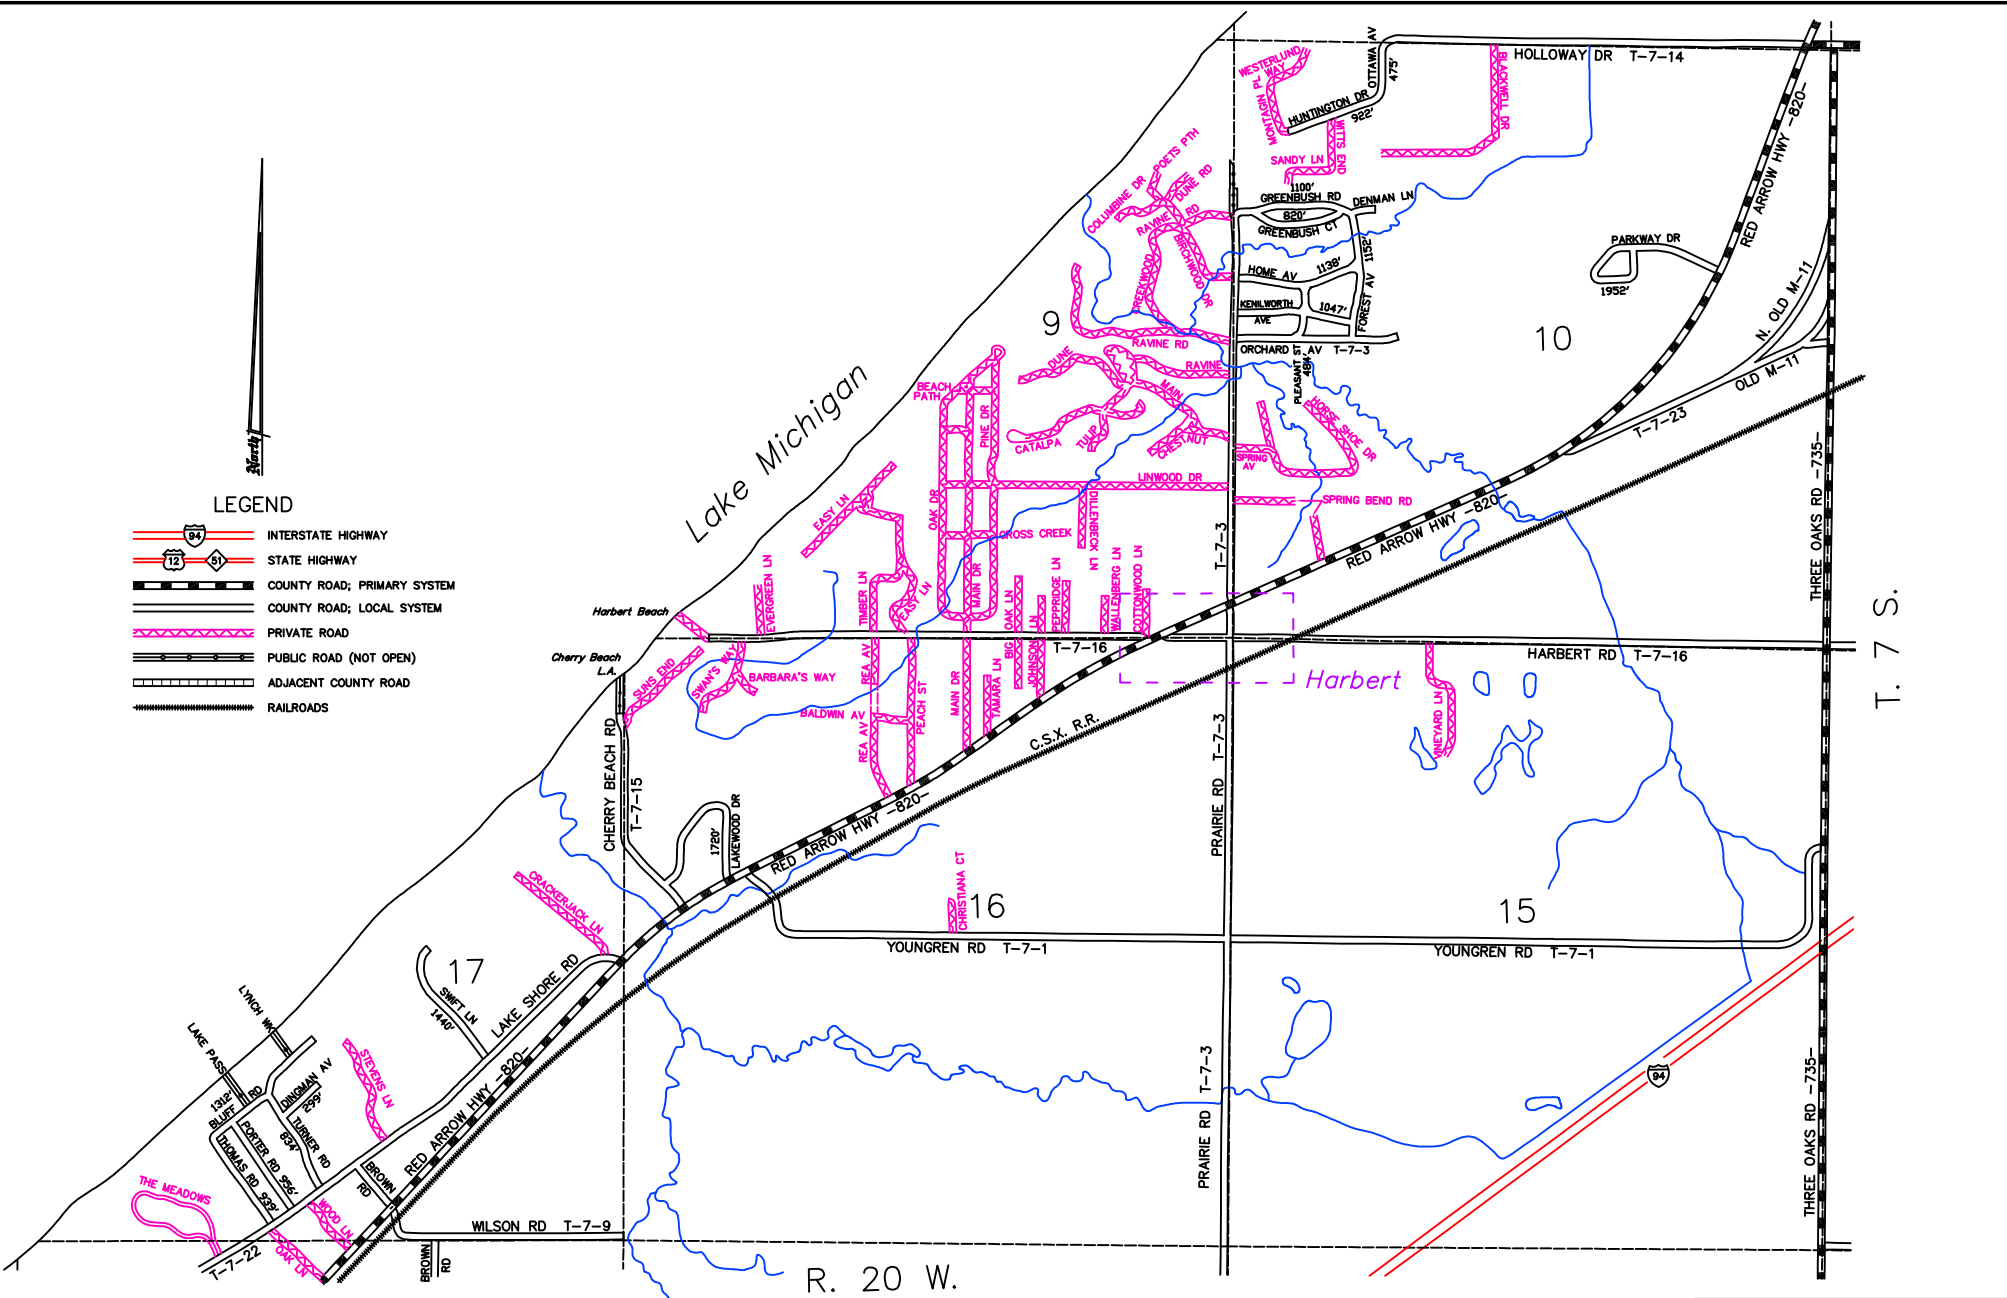 HOLLOWAY DR T-7-14
OTTAWA AV
475'
WESTERLUND
WAY
MONTAGIN PL
HUNTINGTON DR
922'
WITTS END
SANDY LN
BLACKWELL DR
RED ARROW HWY -820-
POETS PTH
DUNE RD
COLUMBINE DR
RAVINE RD
BIRCHWOOD DR
CREEKWOOD
1100'
GREENBUSH RD
DENMAN LN
820'
GREENBUSH CT
1152'
HOME AV
1138'
KENILWORTH
AVE
1047'
FOREST AV
ORCHARD AV T-7-3
PLEASANT ST
484'
PARKWAY DR
1952'
N. OLD M-11
OLD M-11
T-7-23
9
10
RAVINE RD
DUNE
RAVINE
MAIN
BEACH
PATH
PINE DR
CATALPA
TULIP
CHESTNUT
HORSE SHOE DR
SPRING
AV
LINWOOD DR
SPRING BEND RD
Lake Michigan
North
LEGEND
94 INTERSTATE HIGHWAY
12 51 STATE HIGHWAY
COUNTY ROAD; PRIMARY SYSTEM
COUNTY ROAD; LOCAL SYSTEM
PRIVATE ROAD
PUBLIC ROAD (NOT OPEN)
ADJACENT COUNTY ROAD
RAILROADS
EASY LN
OAK DR
CROSS CREEK
DILLENBECK LN
T-7-3
RED ARROW HWY -820-
THREE OAKS RD -735-
T. 7 S.
EVERGREEN LN
TIMBER LN
EASY LN
MAIN DR
BIG OAK LN
JOHNSON LN
PEPPRIDGE LN
WALLENBERG LN
COTTONWOOD LN
Harbert Beach
Cherry Beach
L.A.
T-7-16
HARBERT RD T-7-16
Harbert
SUNS END
SWAN'S WAY
BARBARA'S WAY
REA AV
BALDWIN AV
REA AV
PEACH ST
MAIN DR
TAMARA LN
C.S.X. R.R.
VINEYARD LN
CHERRY BEACH RD
T-7-15
1720'
LAKEWOOD DR
RED ARROW HWY -820-
PRAIRIE RD T-7-3
CHRISTIANA CT
16
15
YOUNGREN RD T-7-1
YOUNGREN RD T-7-1
CRACKERJACK LN
17
SWIFT LN
1440'
LAKE SHORE RD
LYNCH WK
LAKE PASS
1312'
BLUFF RD
DINGMAN AV
299'
STEVENS LN
TURNER RD
834'
PORTER RD 956'
THOMAS RD 939'
THE MEADOWS
WOOD LN
OAK LN
T-7-22
BROWN
RD
RED ARROW HWY -820-
WILSON RD T-7-9
BROWN
RD
PRAIRIE RD T-7-3
94
THREE OAKS RD -735-
R. 20 W.